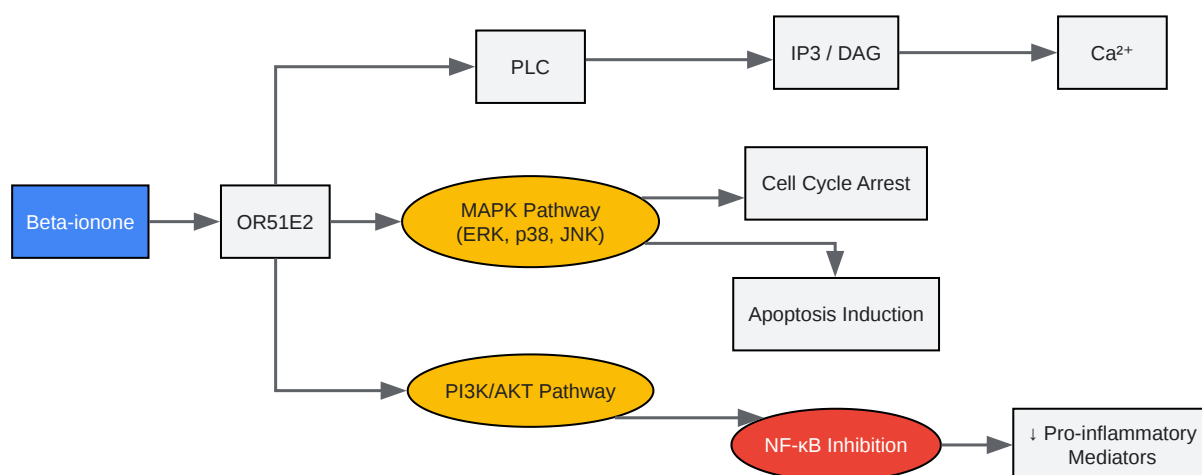 PLC
IP3 / DAG
Ca²⁺
Beta-ionone
OR51E2
MAPK Pathway
(ERK, p38, JNK)
Cell Cycle Arrest
Apoptosis Induction
PI3K/AKT Pathway
NF-κB Inhibition
↓ Pro-inflammatory
Mediators